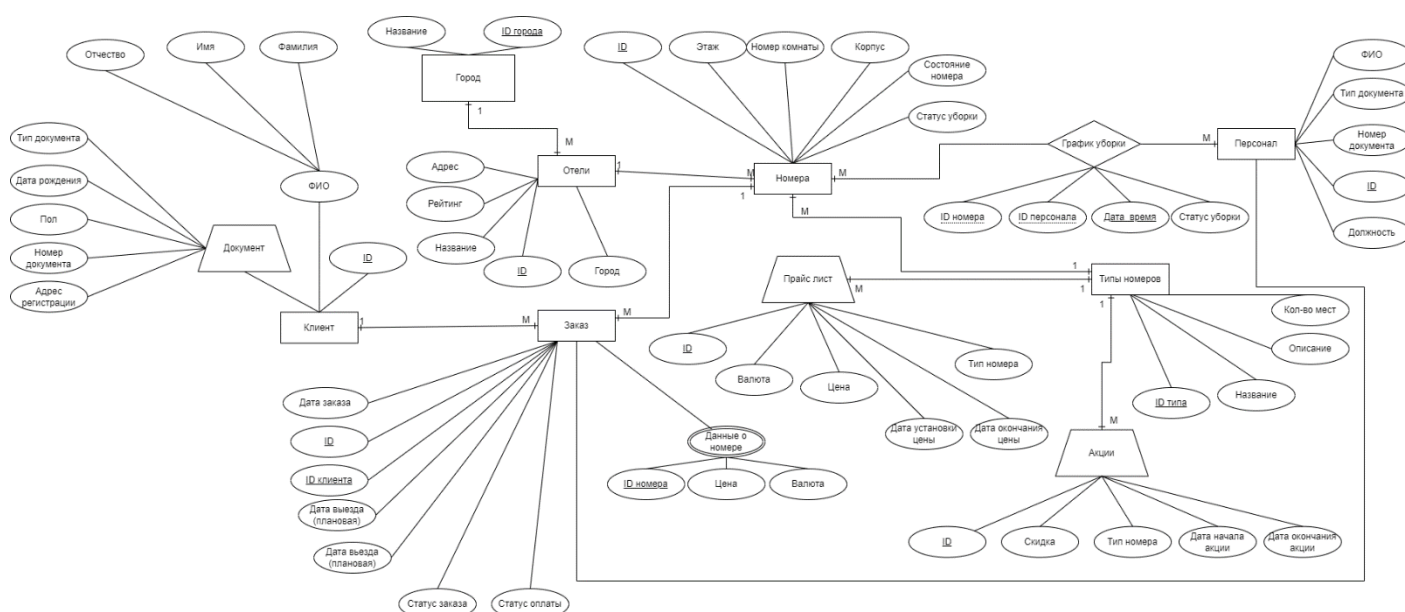 Отчество
Имя
Фамилия
Название
ID города
Город
ID
Этаж
Номер комнаты
Корпус
Состояние
номера
Статус уборки
ФИО
Тип документа
Номер
документа
ID
Должность
Персонал
График уборки
M
M
ID номера
ID персонала
Дата_время
Статус уборки
1
M
Тип документа
Дата рождения
Пол
Номер
документа
Адрес
регистрации
Документ
ФИО
ID
Клиент
Адрес
Рейтинг
Название
ID
Город
Отели
1
M
Номера
1
M
Прайс лист
M
1
1
1
Типы номеров
Кол-во мест
Описание
Название
ID типа
ID
Валюта
Цена
Дата установки
цены
Дата окончания
цены
Тип номера
1
M
Заказ
M
Дата заказа
ID
ID клиента
Дата выезда
(плановая)
Дата вьезда
(плановая)
Статус заказа
Статус оплаты
Данные о
номере
ID номера
Цена
Валюта
M
Акции
ID
Скидка
Тип номера
Дата начала
акции
Дата окончания
акции